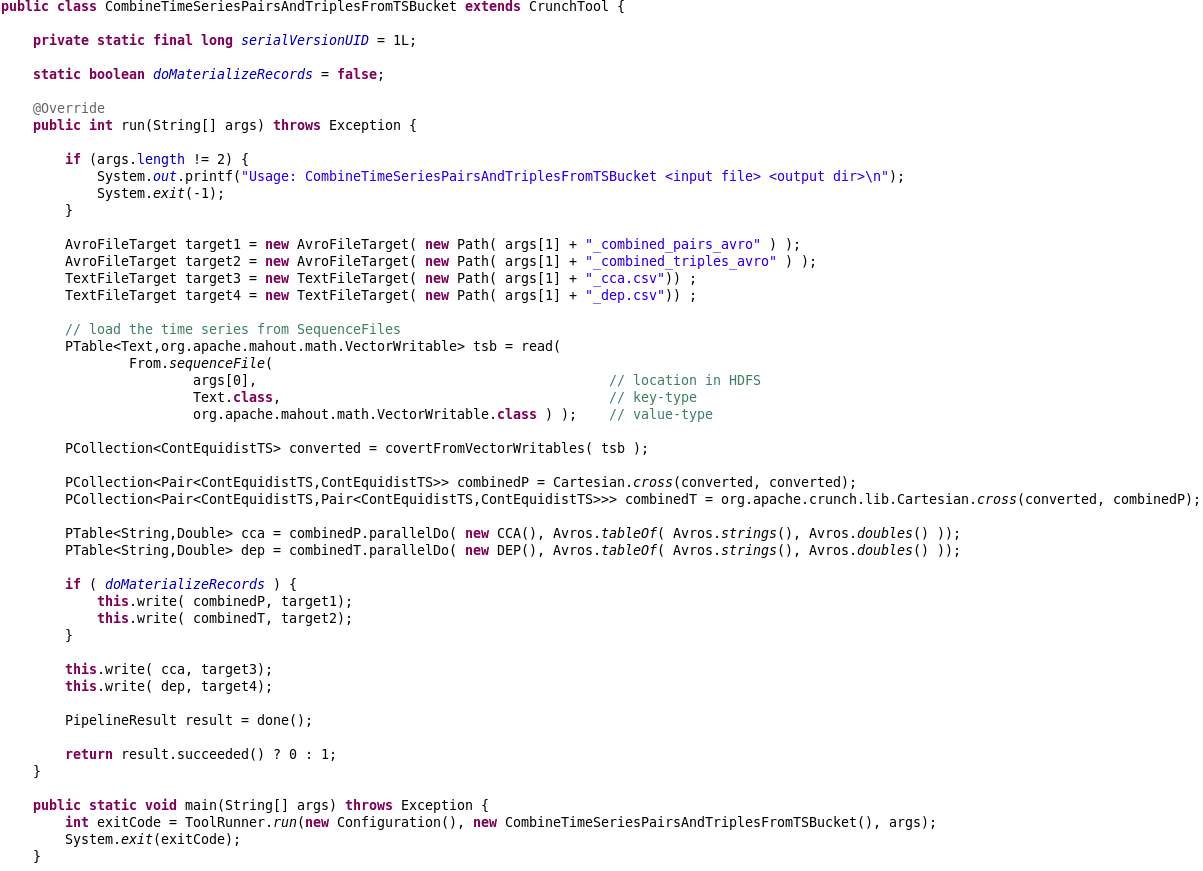 public class CombineTimeSeriesPairsAndTriplesFromTSBucket extends CrunchTool {
private static final long serialVersionUID = 1L;
static boolean doMaterializeRecords = false;
@Override
public int run(String[] args) throws Exception {
if (args.length != 2) {
System.out.printf("Usage: CombineTimeSeriesPairsAndTriplesFromTSBucket <input file> <output dir>\n");
System.exit(-1);
}
AvroFileTarget target1 = new AvroFileTarget( new Path( args[1] + "_combined_pairs_avro" ) );
AvroFileTarget target2 = new AvroFileTarget( new Path( args[1] + "_combined_triples_avro" ) );
TextFileTarget target3 = new TextFileTarget( new Path( args[1] + "_cca.csv")) ;
TextFileTarget target4 = new TextFileTarget( new Path( args[1] + "_dep.csv")) ;
// load the time series from SequenceFiles
PTable<Text,org.apache.mahout.math.VectorWritable> tsb = read(
From.sequenceFile(
args[0], // location in HDFS
Text.class, // key-type
org.apache.mahout.math.VectorWritable.class ) ); // value-type
PCollection<ContEquidistTS> converted = covertFromVectorWritables( tsb );
PCollection<Pair<ContEquidistTS,ContEquidistTS>> combinedP = Cartesian.cross(converted, converted);
PCollection<Pair<ContEquidistTS,Pair<ContEquidistTS,ContEquidistTS>>> combinedT = org.apache.crunch.lib.Cartesian.cross(converted, combinedP);
PTable<String,Double> cca = combinedP.parallelDo( new CCA(), Avros.tableOf( Avros.strings(), Avros.doubles() ));
PTable<String,Double> dep = combinedT.parallelDo( new DEP(), Avros.tableOf( Avros.strings(), Avros.doubles() ));
if ( doMaterializeRecords ) {
this.write( combinedP, target1);
this.write( combinedT, target2);
}
this.write( cca, target3);
this.write( dep, target4);
PipelineResult result = done();
return result.succeeded() ? 0 : 1;
}
public static void main(String[] args) throws Exception {
int exitCode = ToolRunner.run(new Configuration(), new CombineTimeSeriesPairsAndTriplesFromTSBucket(), args);
System.exit(exitCode);
}